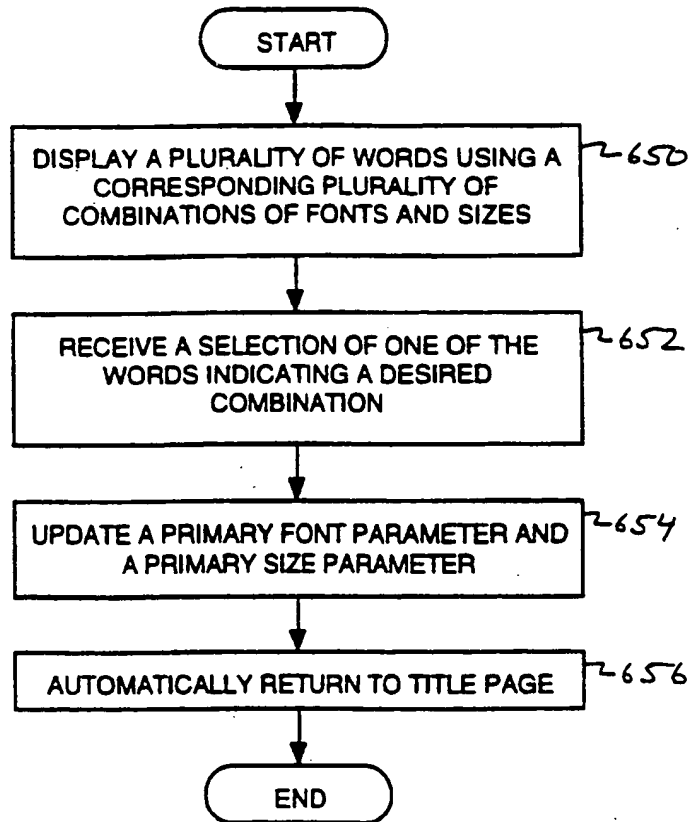 START
DISPLAY A PLURALITY OF WORDS USING A
CORRESPONDING PLURALITY OF
COMBINATIONS OF FONTS AND SIZES
650
RECEIVE A SELECTION OF ONE OF THE
WORDS INDICATING A DESIRED
COMBINATION
652
UPDATE A PRIMARY FONT PARAMETER AND
A PRIMARY SIZE PARAMETER
654
AUTOMATICALLY RETURN TO TITLE PAGE
656
END